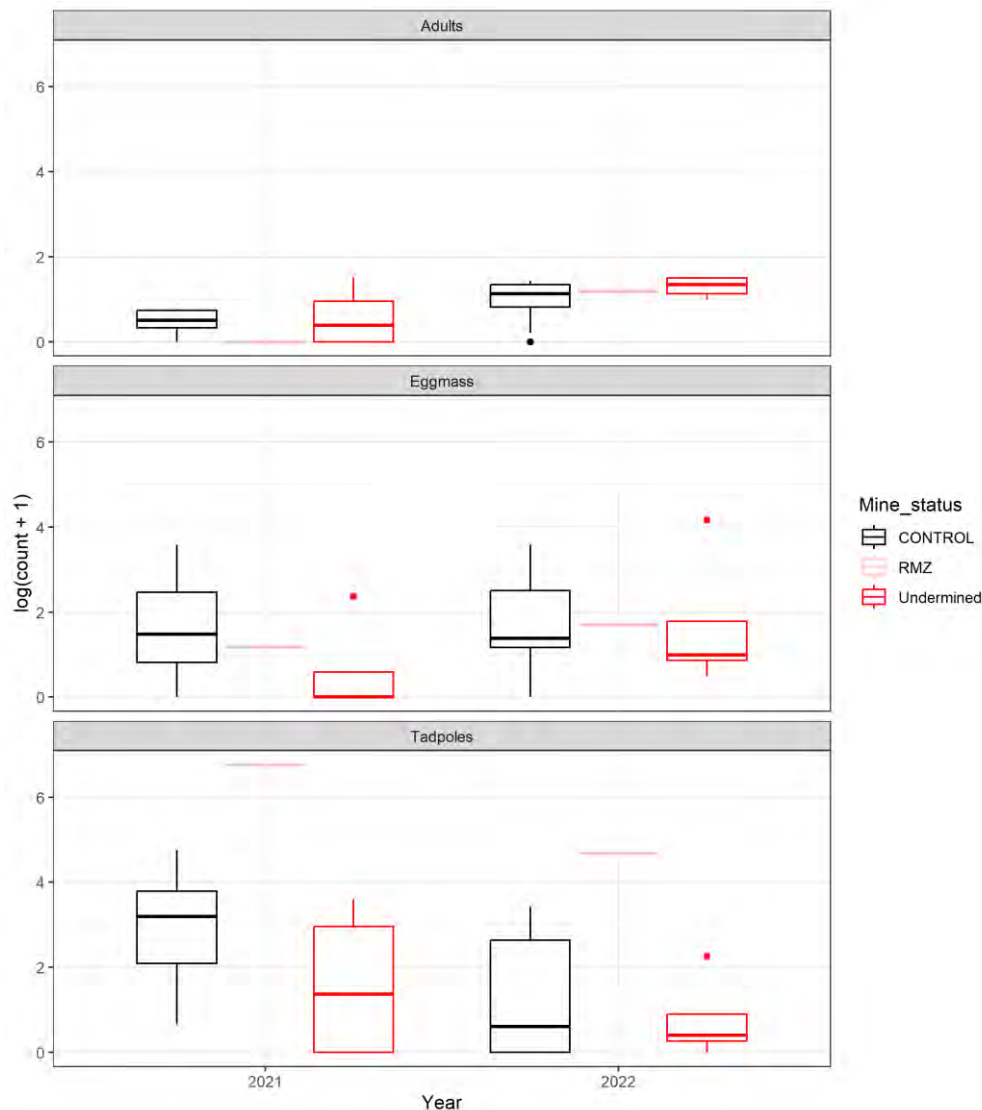 Adults
6
4
2
0
Eggmass
6
4
2
0
log(count + 1)
Tadpoles
6
4
2
0
2021 2022
Year
Mine_status
CONTROL
RMZ
Undermined